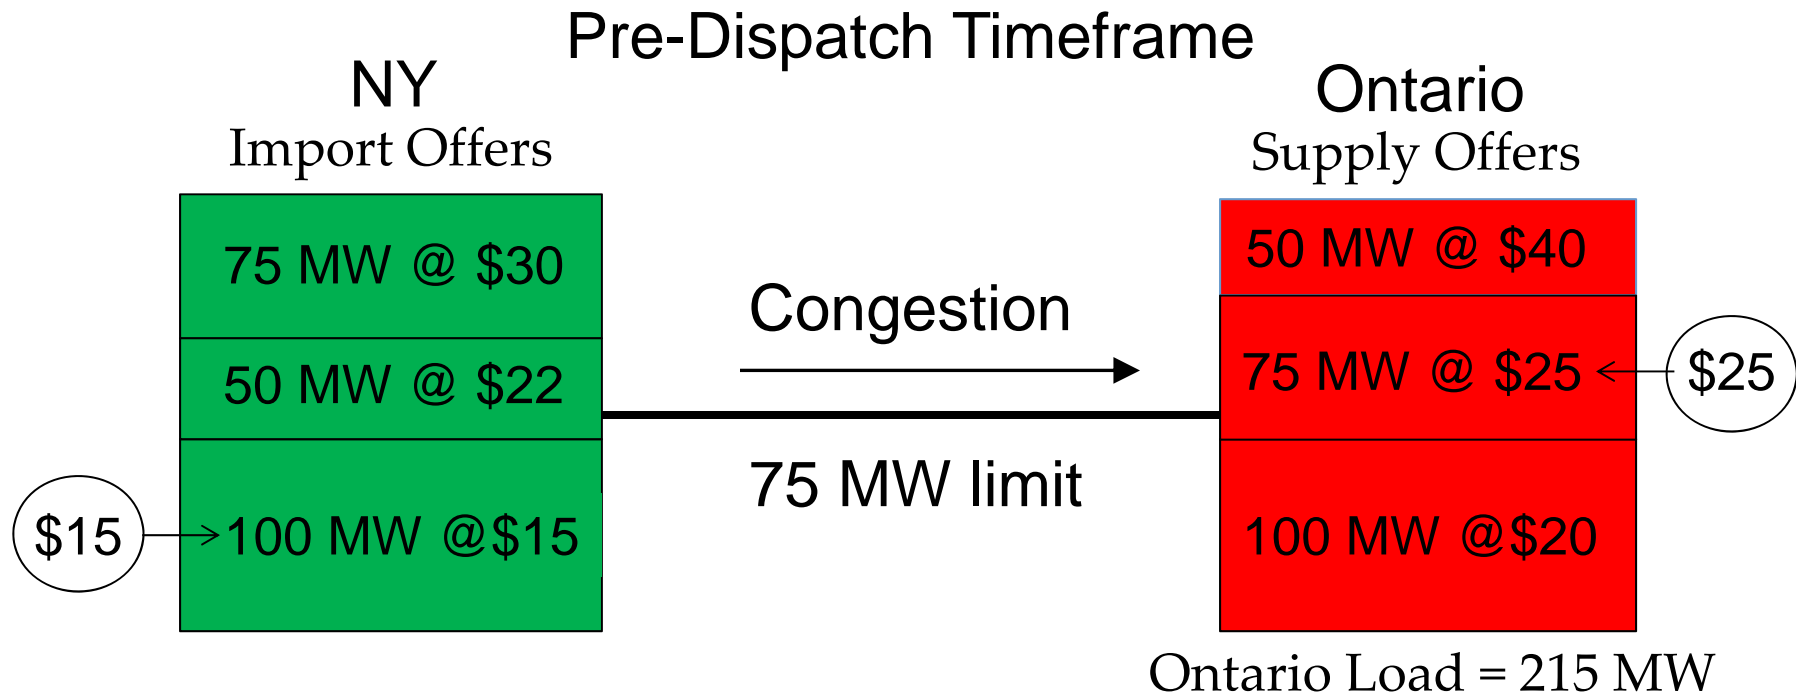 Pre-Dispatch Timeframe
NY
Import Offers
75 MW @ $30
50 MW @ $22
100 MW @$15
$15
Congestion
75 MW limit
Ontario
Supply Offers
50 MW @ $40
75 MW @ $25
100 MW @$20
$25
Ontario Load = 215 MW